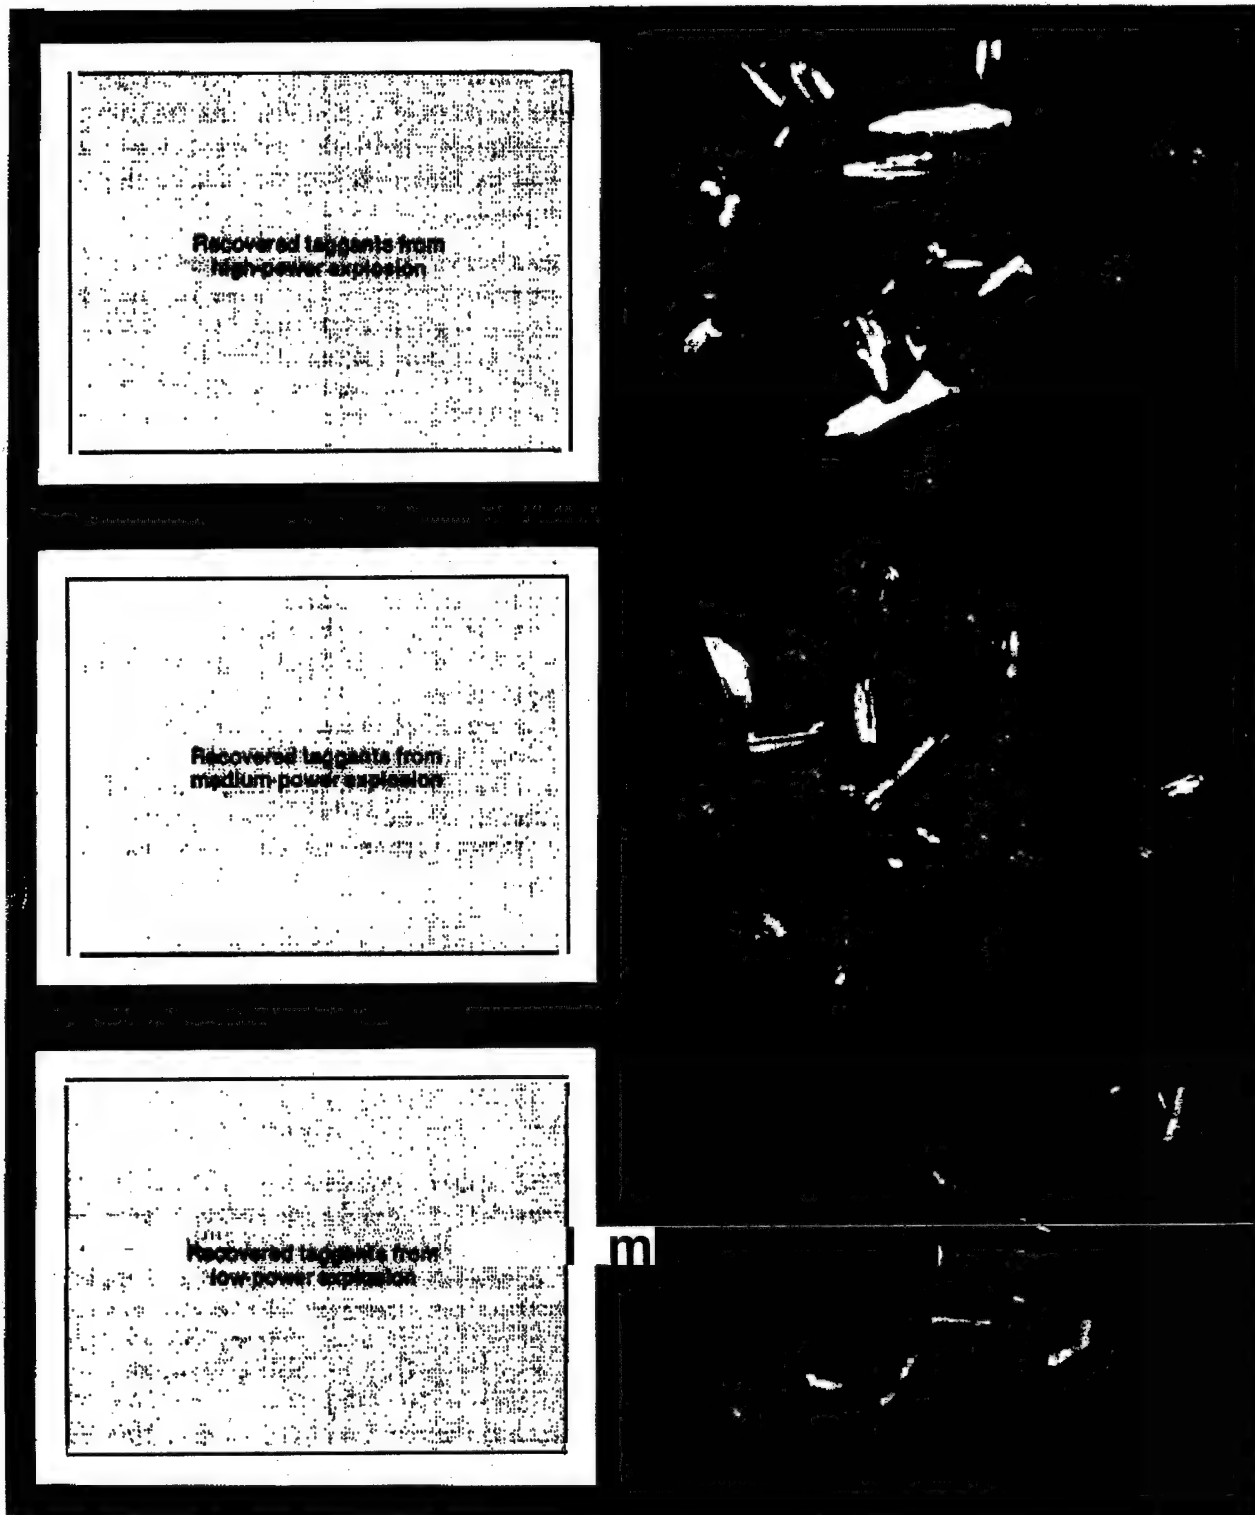 Recovered taggants from
high-power explosion
Recovered taggants from
medium-power explosion
Recovered taggants from
low-power explosion
m